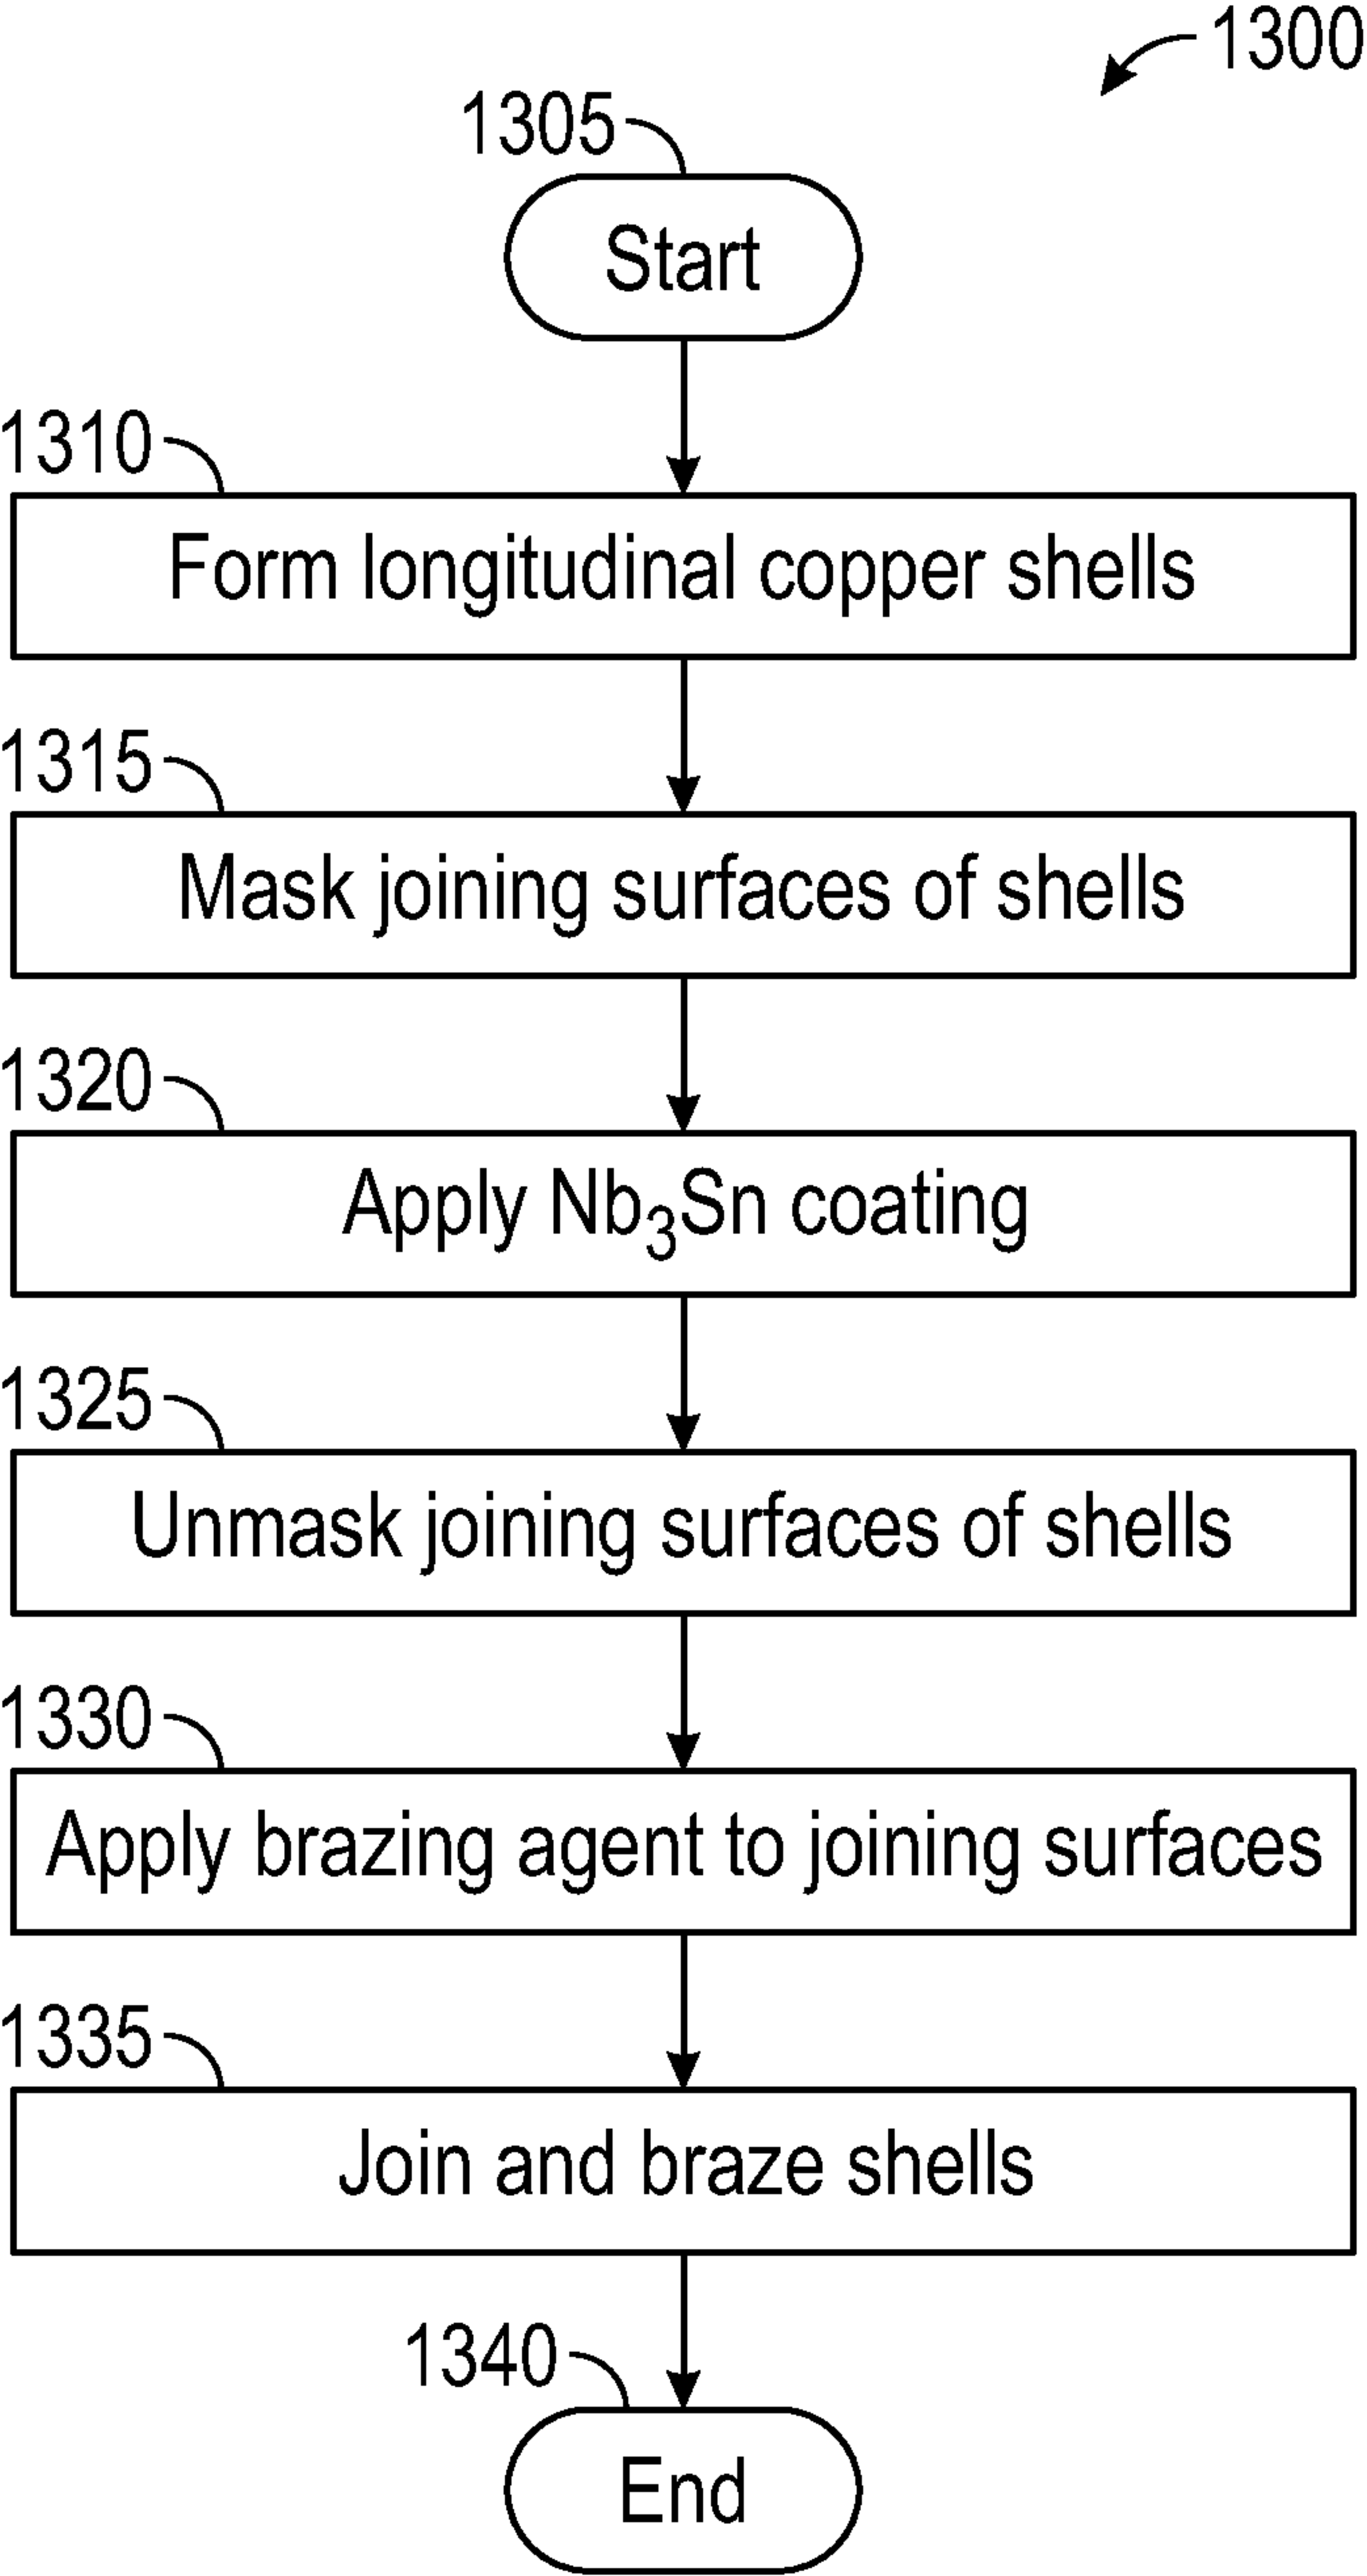 1300
1305
Start
1310
Form longitudinal copper shells
1315
Mask joining surfaces of shells
1320
Apply Nb₃Sn coating
1325
Unmask joining surfaces of shells
1330
Apply brazing agent to joining surfaces
1335
Join and braze shells
1340
End